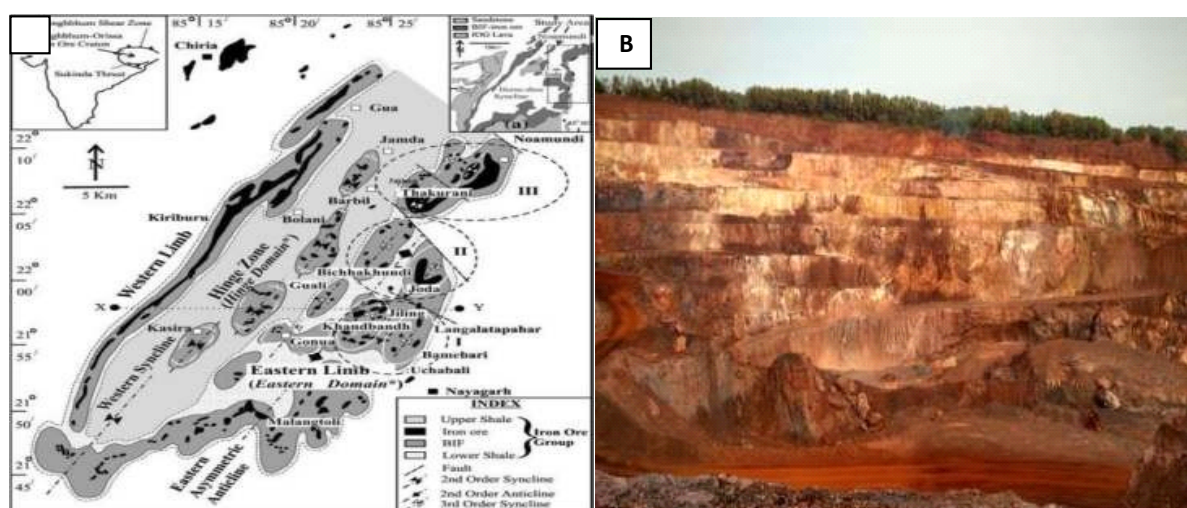 nghbhum Shear Zone
nghbhum-Orissa
Ore Craton
Sukinda Thrust
85° 15′
85° 20′
85° 25′
Sandstone
BIF-iron ore
IOG Lava
Study Area
Noamundi
(a)
B
Chiria
Gua
22°
10′
N
5 Km
Jamda
Noamundi
Thakurani
III
Kiriburu
Barbil
22°
05′
Bolani
Western Limb
Hinge Zone
(Hinge Domain*)
II
Bichhakhundi
22°
00′
Guali
Joda
X
Y
Jiling
Kasira
Khandbandh
Langalatapahar
21°
55′
Gonua
I
Bamebari
Western Syncline
Eastern Limb
(Eastern Domain*)
Uchabali
Nayagarh
21°
50′
Malangtoli
Eastern
Asymmetric
Anticline
21°
45′
INDEX
Upper Shale
Iron ore
BIF
Lower Shale
Iron Ore
Group
Fault
2nd Order Syncline
2nd Order Anticline
3rd Order Syncline